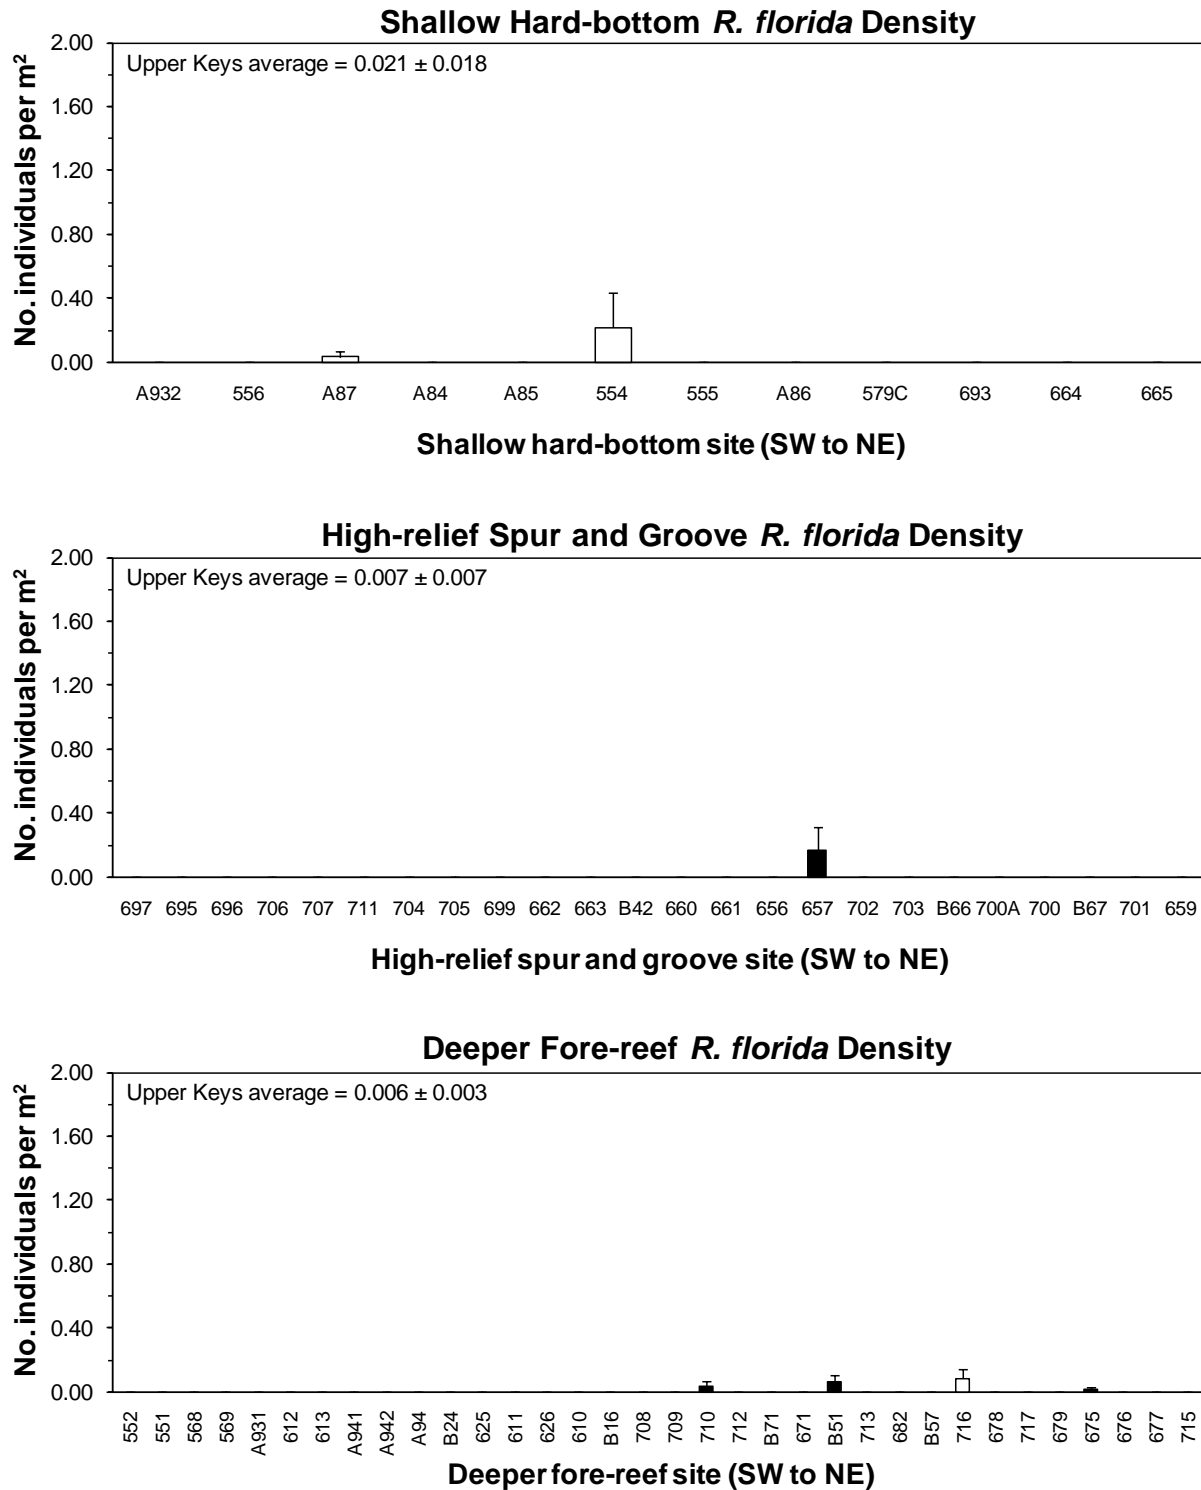 Shallow Hard-bottom R. florida Density
Upper Keys average = 0.021 ± 0.018
No. individuals per m²
2.00
1.60
1.20
0.80
0.40
0.00
A932 556 A87 A84 A85 554 555 A86 579C 693 664 665
Shallow hard-bottom site (SW to NE)
High-relief Spur and Groove R. florida Density
Upper Keys average = 0.007 ± 0.007
No. individuals per m²
2.00
1.60
1.20
0.80
0.40
0.00
697 695 696 706 707 711 704 705 699 662 663 B42 660 661 656 657 702 703 B66 700A 700 B67 701 659
High-relief spur and groove site (SW to NE)
Deeper Fore-reef R. florida Density
Upper Keys average = 0.006 ± 0.003
No. individuals per m²
2.00
1.60
1.20
0.80
0.40
0.00
552 551 568 569 A931 612 613 A941 A942 A94 B24 625 611 626 610 B16 708 709 710 712 B71 671 B51 713 682 B57 716 678 717 679 675 676 677 715
Deeper fore-reef site (SW to NE)